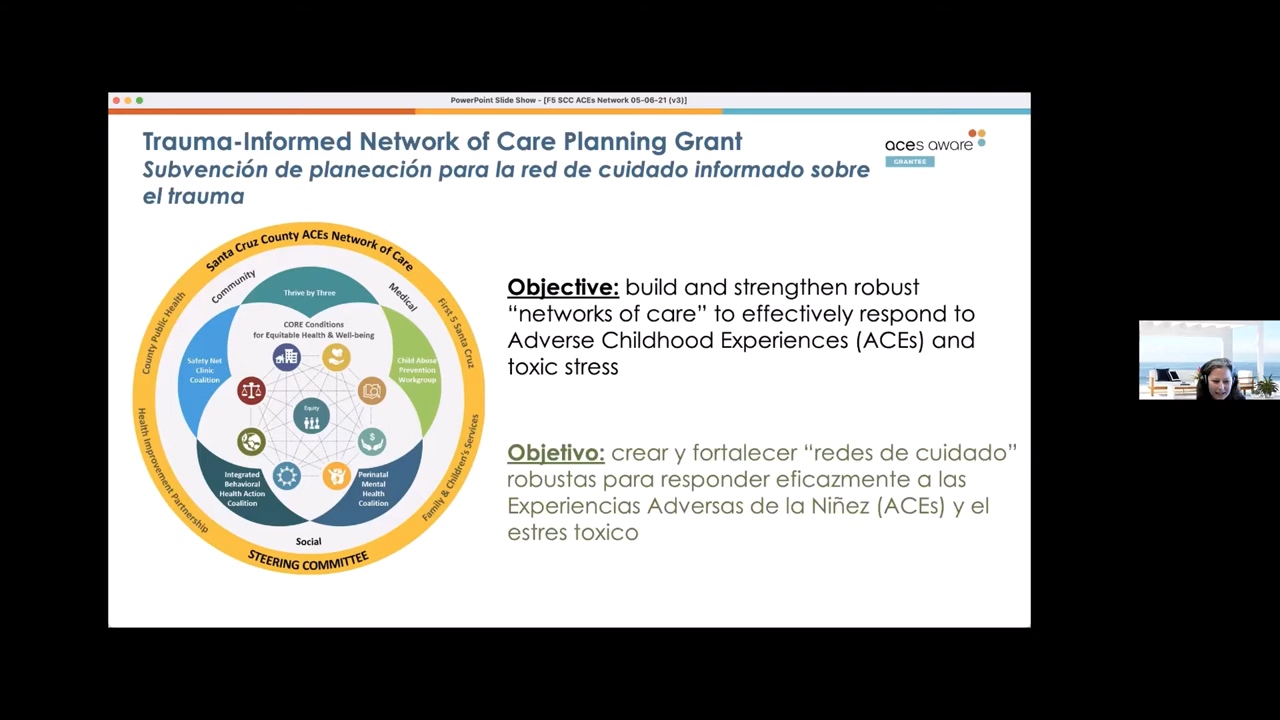 PowerPoint Slide Show - [F5 SCC ACEs Network 05-06-21 (v3)]
Trauma-Informed Network of Care Planning Grant
Subvención de planeación para la red de cuidado informado sobre
el trauma
aces aware
GRANTEE
Santa Cruz County ACEs Network of Care
County Public Health
First 5 Santa Cruz
Health Improvement Partnership
Family & Children's Services
STEERING COMMITTEE
Community
Medical
Social
Thrive by Three
CORE Conditions
for Equitable Health & Well-being
Safety Net
Clinic
Coalition
Child Abuse
Prevention
Workgroup
Equity
$
Integrated
Behavioral
Health Action
Coalition
Perinatal
Mental
Health
Coalition
Objective: build and strengthen robust
“networks of care” to effectively respond to
Adverse Childhood Experiences (ACEs) and
toxic stress
Objetivo: crear y fortalecer “redes de cuidado”
robustas para responder eficazmente a las
Experiencias Adversas de la Niñez (ACEs) y el
estres toxico